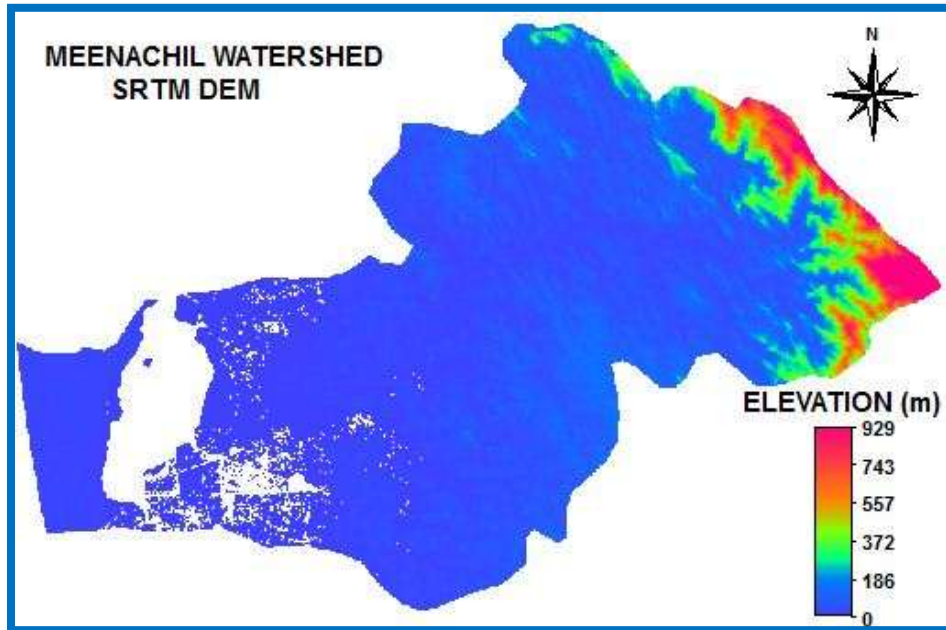 MEENACHIL WATERSHED
SRTM DEM
N
ELEVATION (m)
929
743
557
372
186
0